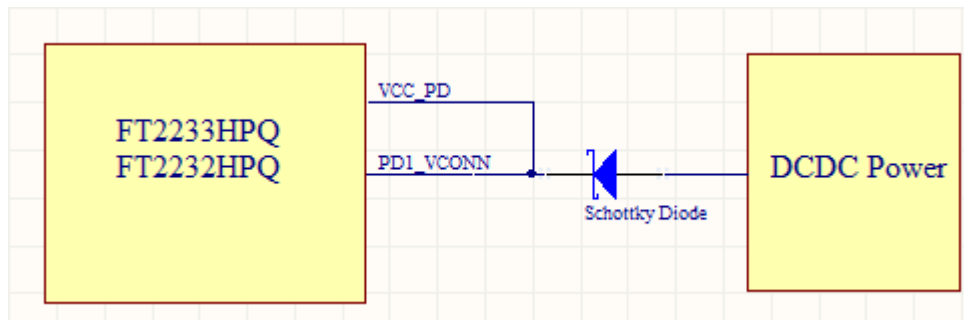 VCC_PD
FT2233HPQ
FT2232HPQ
PD1_VCONN
DCDC Power
Schottky Diode